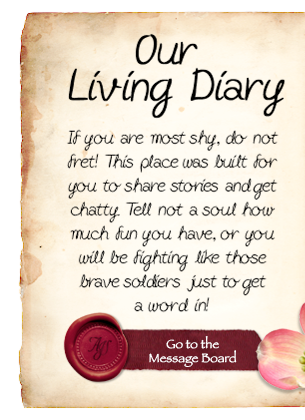 Our
Living Diary
If you are most shy, do not
fret! This place was built for
you to share stories and get
chatty. Tell not a soul how
much fun you have, or you
will be fighting like those
brave soldiers just to get
a word in!
Go to the
Message Board